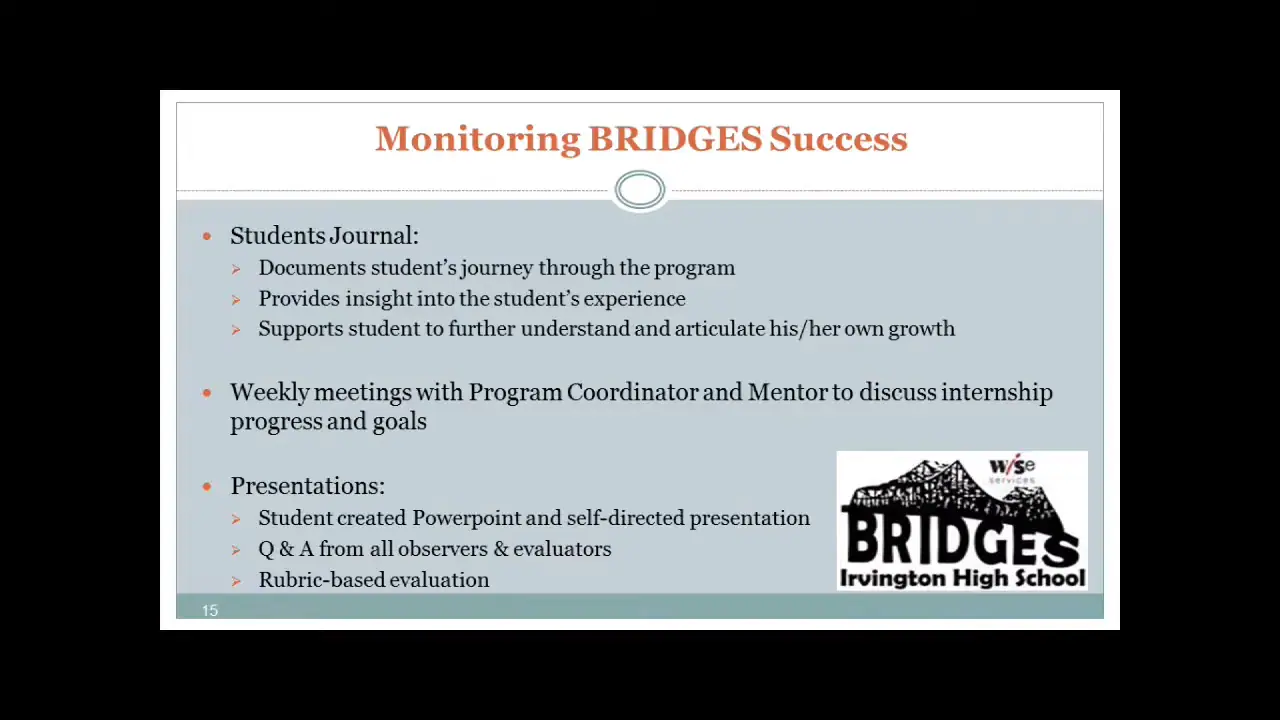 Monitoring BRIDGES Success
• Students Journal:
➢ Documents student's journey through the program
➢ Provides insight into the student's experience
➢ Supports student to further understand and articulate his/her own growth
• Weekly meetings with Program Coordinator and Mentor to discuss internship
progress and goals
• Presentations:
➢ Student created Powerpoint and self-directed presentation
➢ Q & A from all observers & evaluators
➢ Rubric-based evaluation
WISe
services
BRIDGES
Irvington High School
15